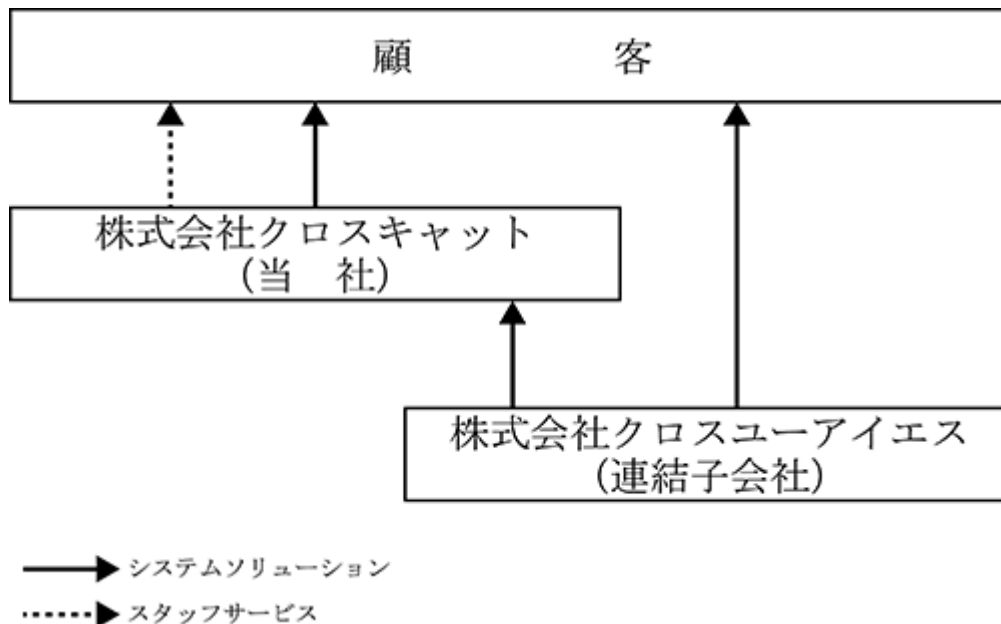 顧　客
株式会社クロスキャット
(当　社)
株式会社クロスユーアイエス
(連結子会社)
システムソリューション
スタッフサービス